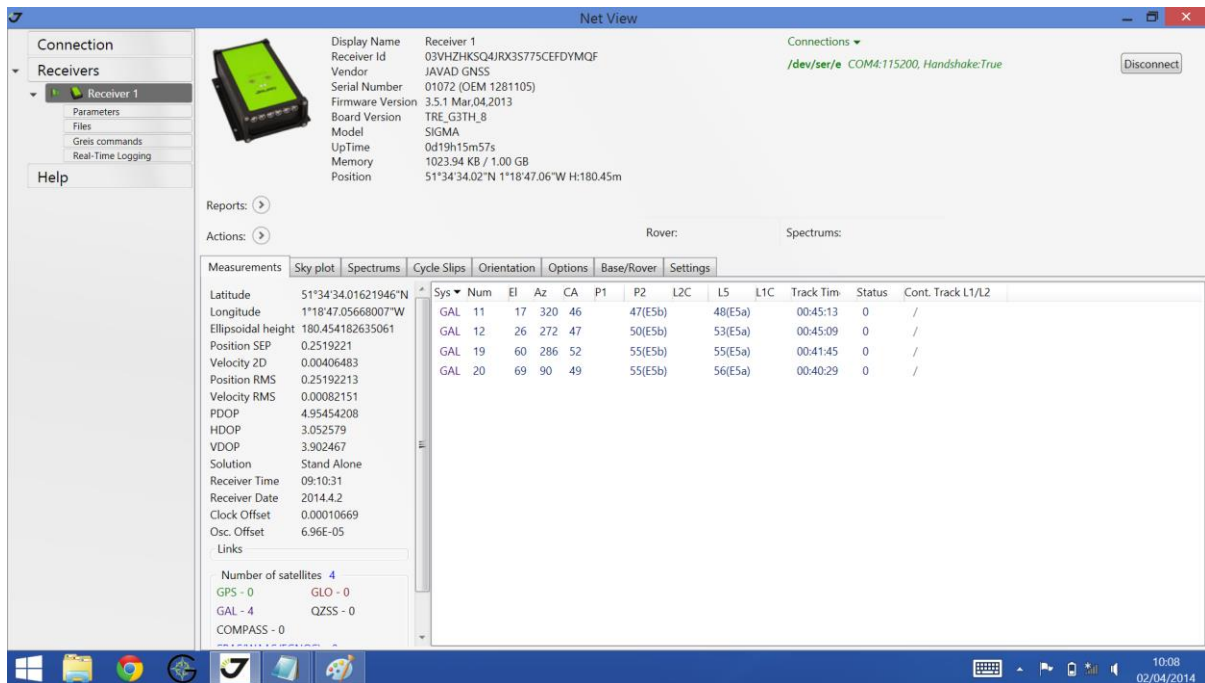 Net View
Connection
Receivers
Receiver 1
Parameters
Files
Greis commands
Real-Time Logging
Help
Display Name Receiver 1
Receiver Id 03VHZHKSQ4JRX3S775CEFDYMQF
Vendor JAVAD GNSS
Serial Number 01072 (OEM 1281105)
Firmware Version 3.5.1 Mar,04,2013
Board Version TRE_G3TH_8
Model SIGMA
UpTime 0d19h15m57s
Memory 1023.94 KB / 1.00 GB
Position 51°34'34.02"N 1°18'47.06"W H:180.45m
Connections
/dev/ser/e COM4:115200, Handshake:True
Disconnect
Reports:
Actions:
Rover:
Spectrums:
Measurements Sky plot Spectrums Cycle Slips Orientation Options Base/Rover Settings
Latitude 51°34'34.01621946"N
Longitude 1°18'47.05668007"W
Ellipsoidal height 180.454182635061
Position SEP 0.2519221
Velocity 2D 0.00406483
Position RMS 0.25192213
Velocity RMS 0.00082151
PDOP 4.95454208
HDOP 3.052579
VDOP 3.902467
Solution Stand Alone
Receiver Time 09:10:31
Receiver Date 2014.4.2
Clock Offset 0.00010669
Osc. Offset 6.96E-05
Links
Number of satellites 4
GPS - 0 GLO - 0
GAL - 4 QZSS - 0
COMPASS - 0
Sys Num El Az CA P1 P2 L2C L5 L1C Track Tim Status Cont. Track L1/L2
GAL 11 17 320 46 47(E5b) 48(E5a) 00:45:13 0 /
GAL 12 26 272 47 50(E5b) 53(E5a) 00:45:09 0 /
GAL 19 60 286 52 55(E5b) 55(E5a) 00:41:45 0 /
GAL 20 69 90 49 55(E5b) 56(E5a) 00:40:29 0 /
10:08
02/04/2014